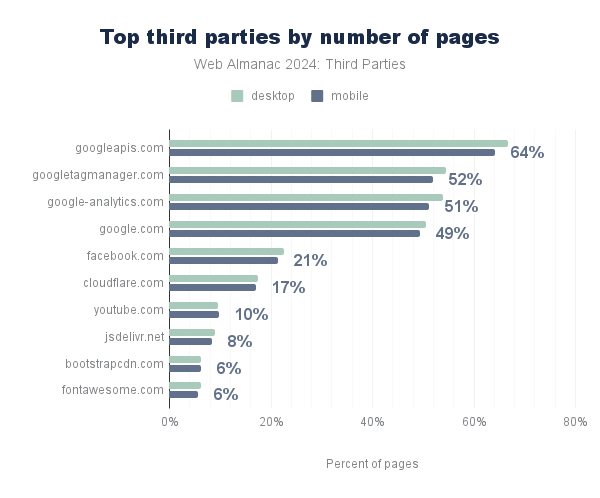 Top third parties by number of pages
Web Almanac 2024: Third Parties
desktop mobile
googleapis.com 64%
googletagmanager.com 52%
google-analytics.com 51%
google.com 49%
facebook.com 21%
cloudflare.com 17%
youtube.com 10%
jsdelivr.net 8%
bootstrapcdn.com 6%
fontawesome.com 6%
0% 20% 40% 60% 80%
Percent of pages